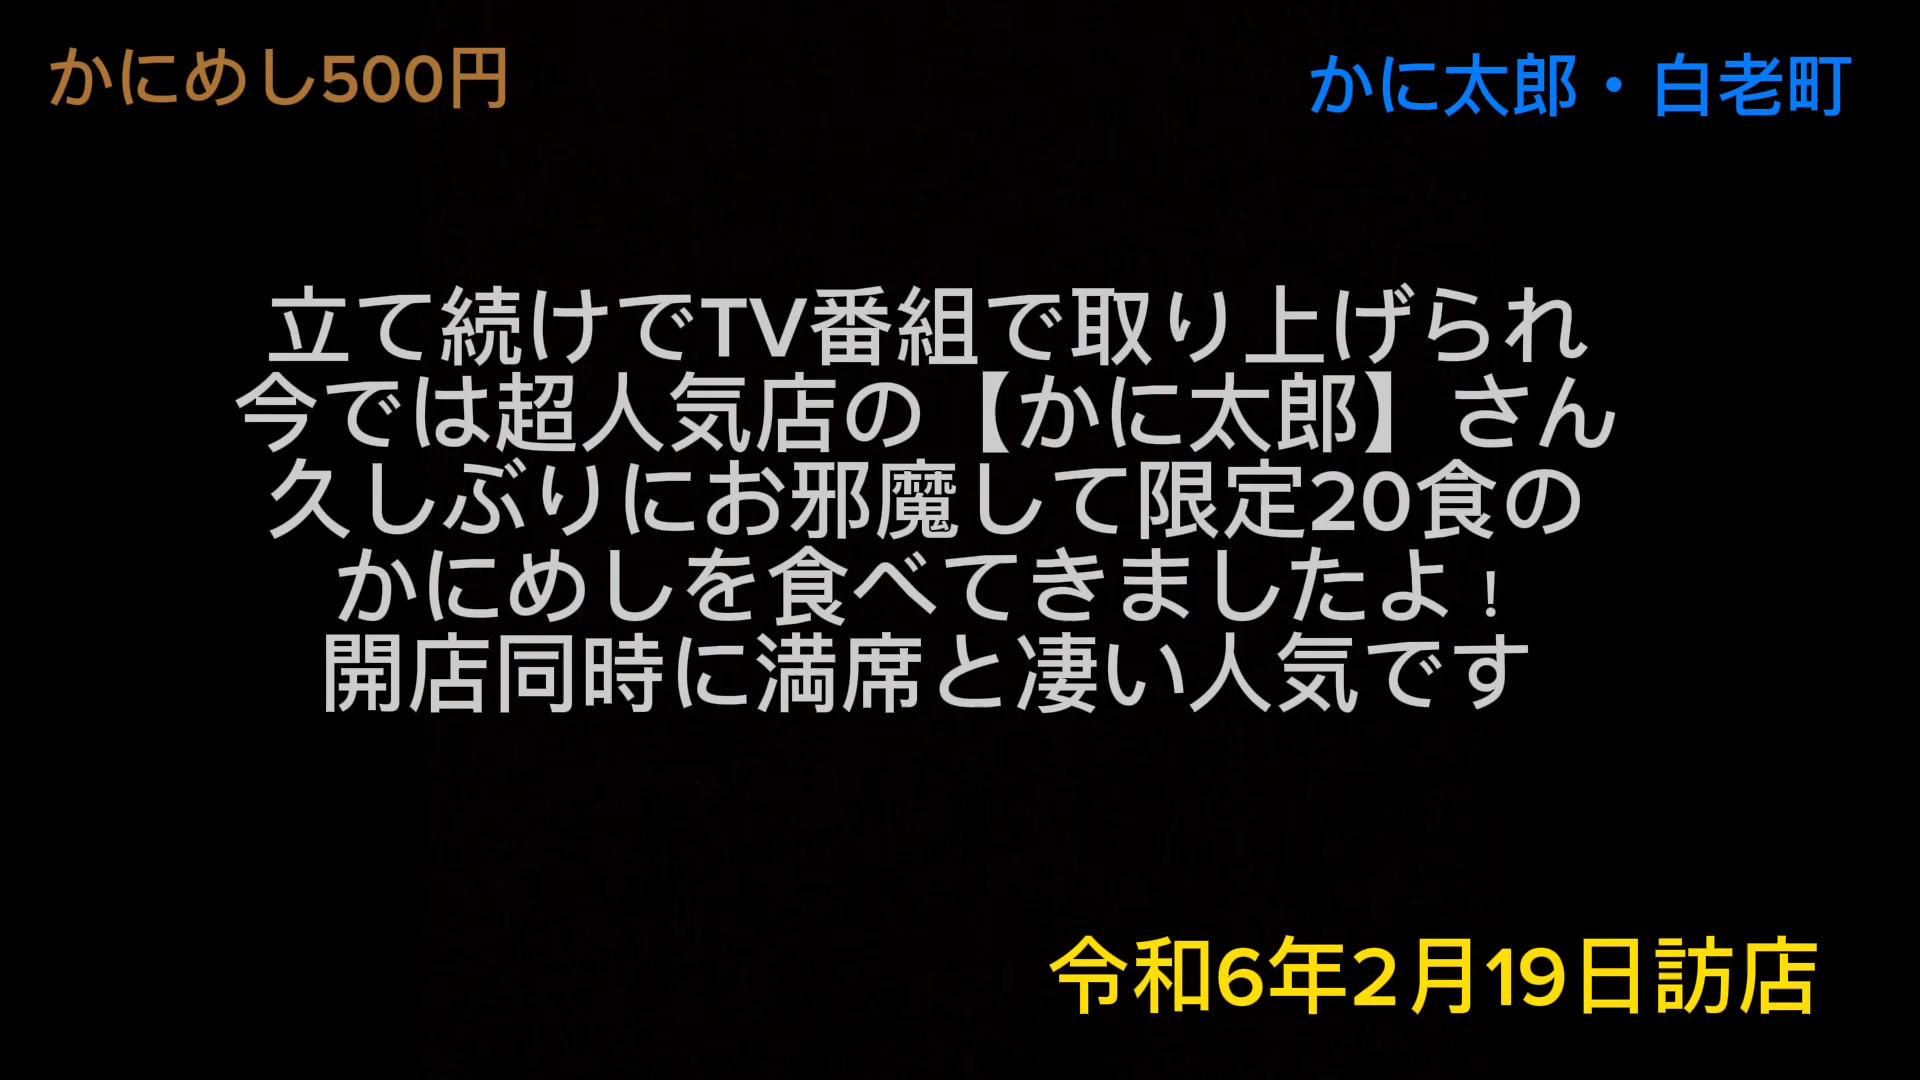 かにめし500円
かに太郎・白老町
立て続けでTV番組で取り上げられ
今では超人気店の【かに太郎】さん
久しぶりにお邪魔して限定20食の
かにめしを食べてきましたよ！
開店同時に満席と凄い人気です
令和6年2月19日訪店